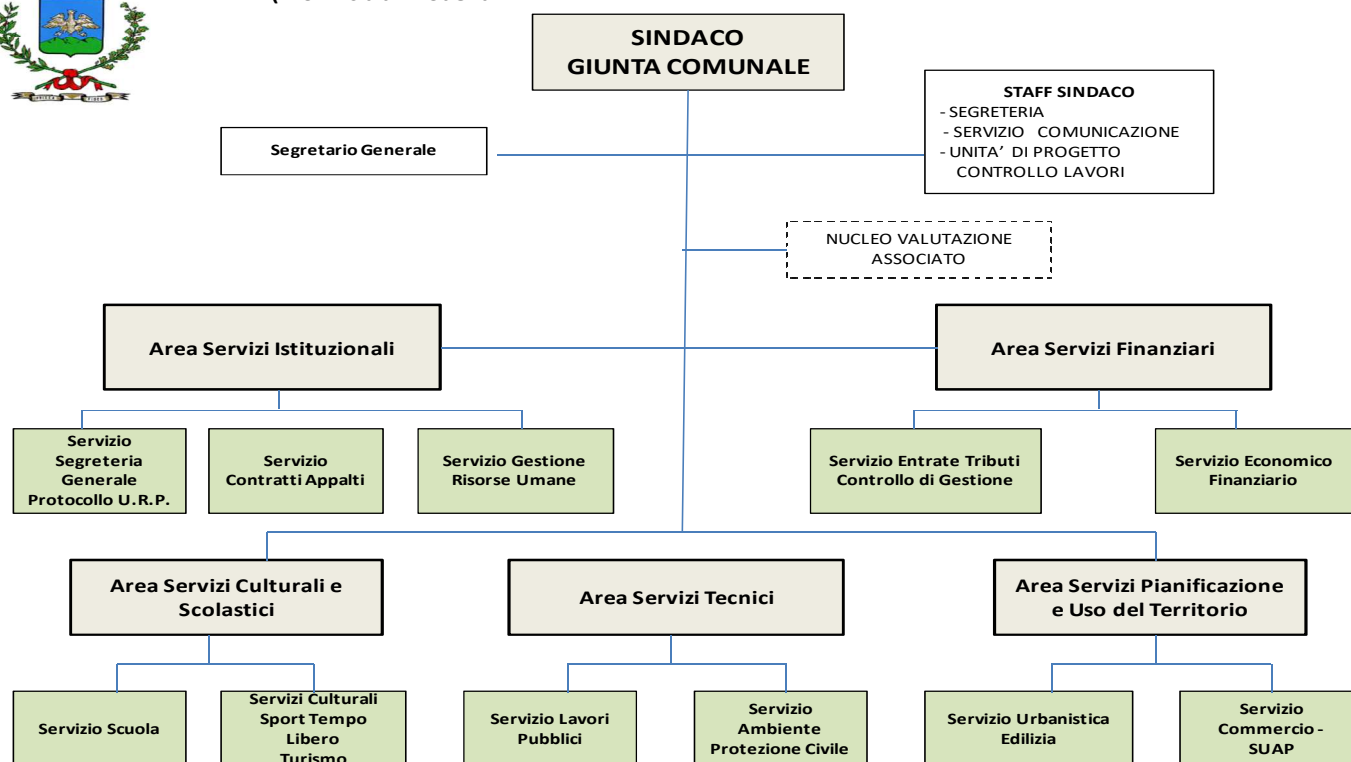 SINDACO
GIUNTA COMUNALE
STAFF SINDACO
- SEGRETERIA
- SERVIZIO COMUNICAZIONE
- UNITA’ DI PROGETTO
CONTROLLO LAVORI
Segretario Generale
NUCLEO VALUTAZIONE
ASSOCIATO
Area Servizi Istituzionali
Area Servizi Finanziari
Servizio
Segreteria
Generale
Protocollo U.R.P.
Servizio
Contratti Appalti
Servizio Gestione
Risorse Umane
Servizio Entrate Tributi
Controllo di Gestione
Servizio Economico
Finanziario
Area Servizi Culturali e
Scolastici
Area Servizi Tecnici
Area Servizi Pianificazione
e Uso del Territorio
Servizio Scuola
Servizi Culturali
Sport Tempo
Libero
Turismo
Servizio Lavori
Pubblici
Servizio
Ambiente
Protezione Civile
Servizio Urbanistica
Edilizia
Servizio
Commercio -
SUAP